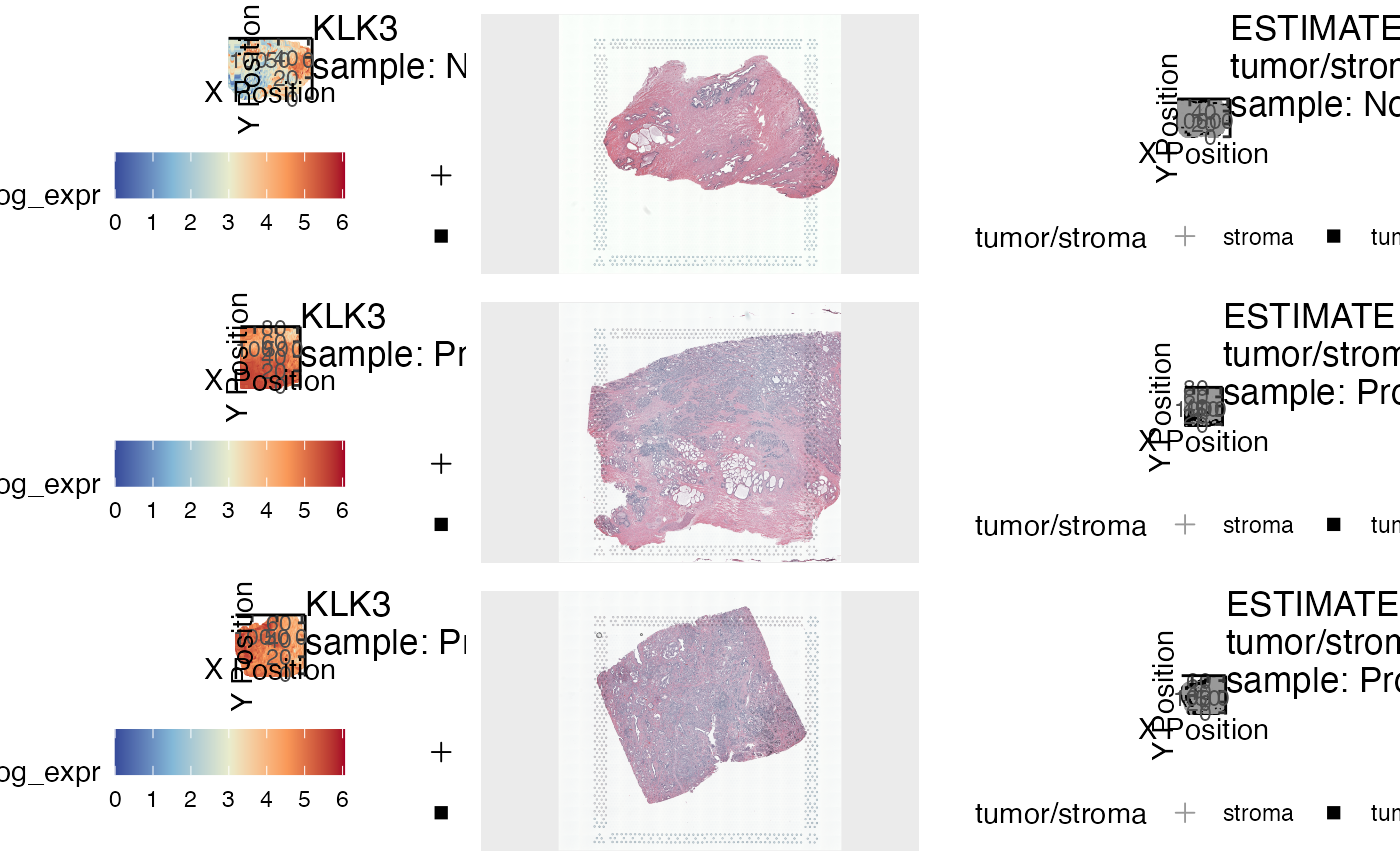 KLK3
sample: N
Y Position
X Position
og_expr
0 1 2 3 4 5 6
ESTIMATE
tumor/stron
sample: No
Y Position
X Position
tumor/stroma stroma tu
KLK3
sample: Pr
Y Position
X Position
og_expr
0 1 2 3 4 5 6
ESTIMATE
tumor/strom
sample: Pro
Y Position
X Position
tumor/stroma stroma tu
KLK3
sample: Pr
Y Position
X Position
og_expr
0 1 2 3 4 5 6
ESTIMATE
tumor/strom
sample: Pro
Y Position
X Position
tumor/stroma stroma tu